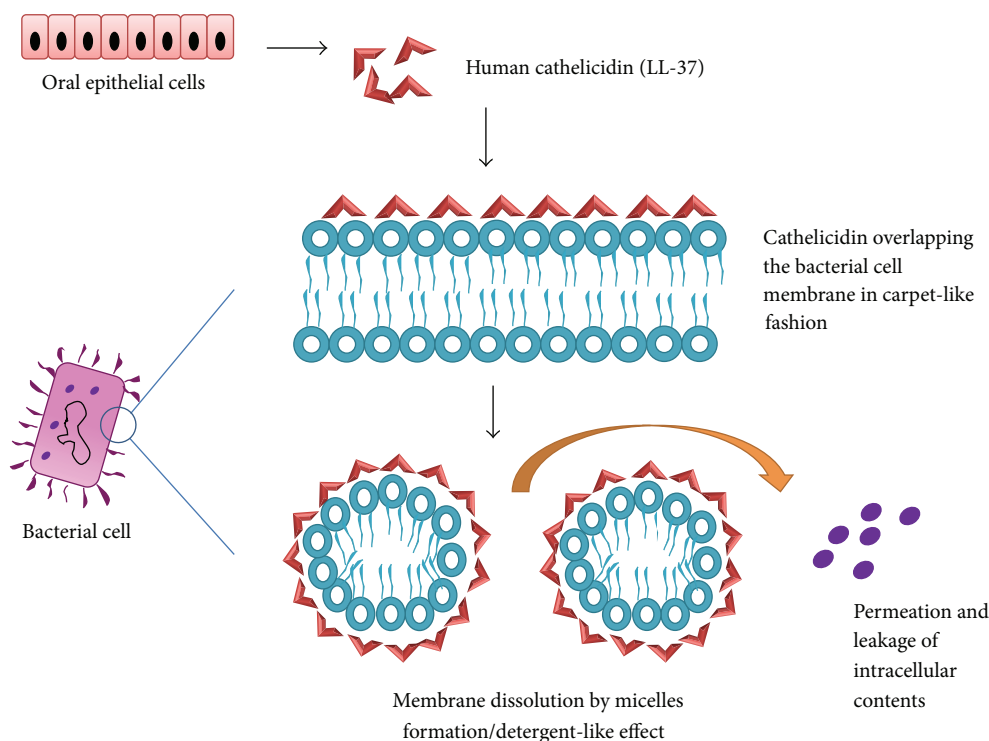 Oral epithelial cells
Human cathelicidin (LL-37)
Cathelicidin overlapping
the bacterial cell
membrane in carpet-like
fashion
Bacterial cell
Permeation and
leakage of
intracellular
contents
Membrane dissolution by micelles
formation/detergent-like effect